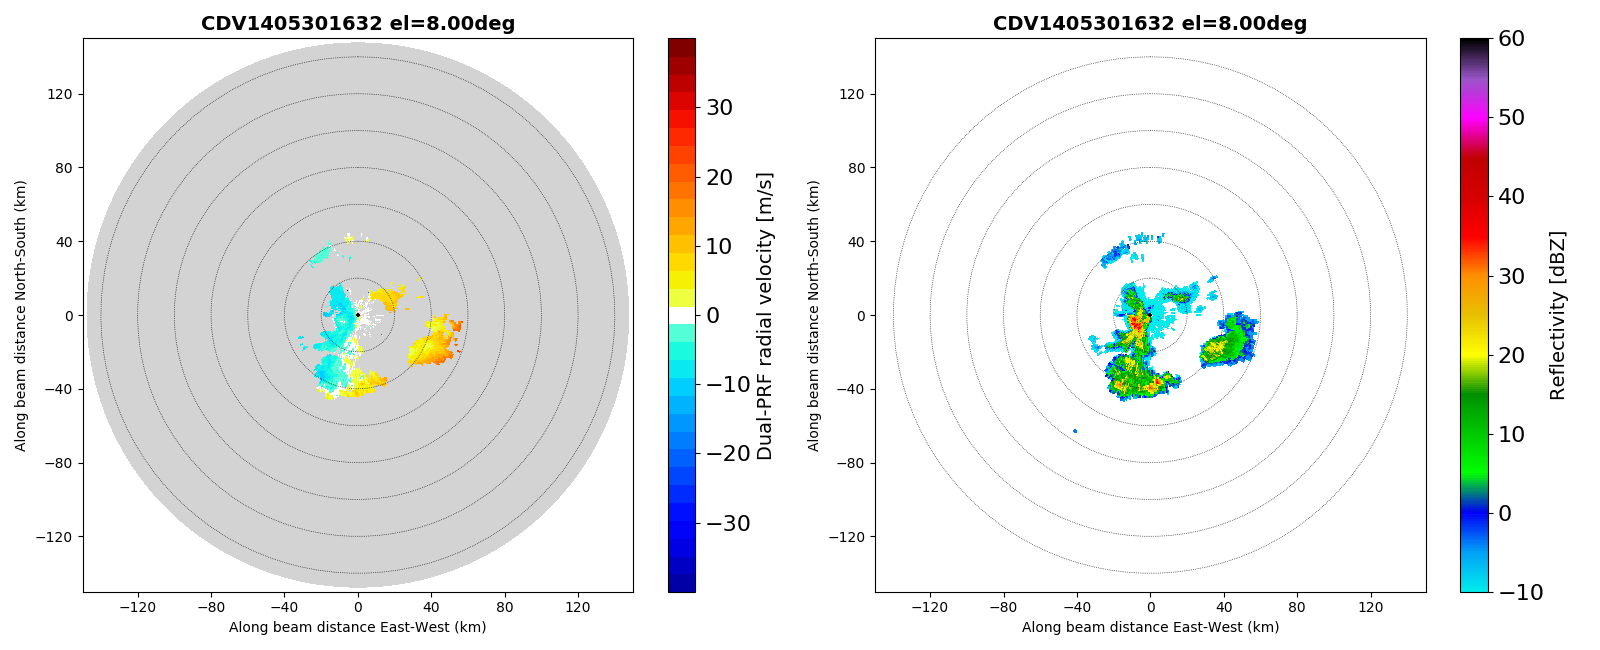 CDV1405301632 el=8.00deg
Along beam distance North-South (km)
120
80
40
0
−40
−80
−120
−120 −80 −40 0 40 80 120
Along beam distance East-West (km)
30
20
10
0
−10
−20
−30
Dual-PRF radial velocity [m/s]
CDV1405301632 el=8.00deg
Along beam distance North-South (km)
120
80
40
0
−40
−80
−120
−120 −80 −40 0 40 80 120
Along beam distance East-West (km)
60
50
40
30
20
10
0
−10
Reflectivity [dBZ]